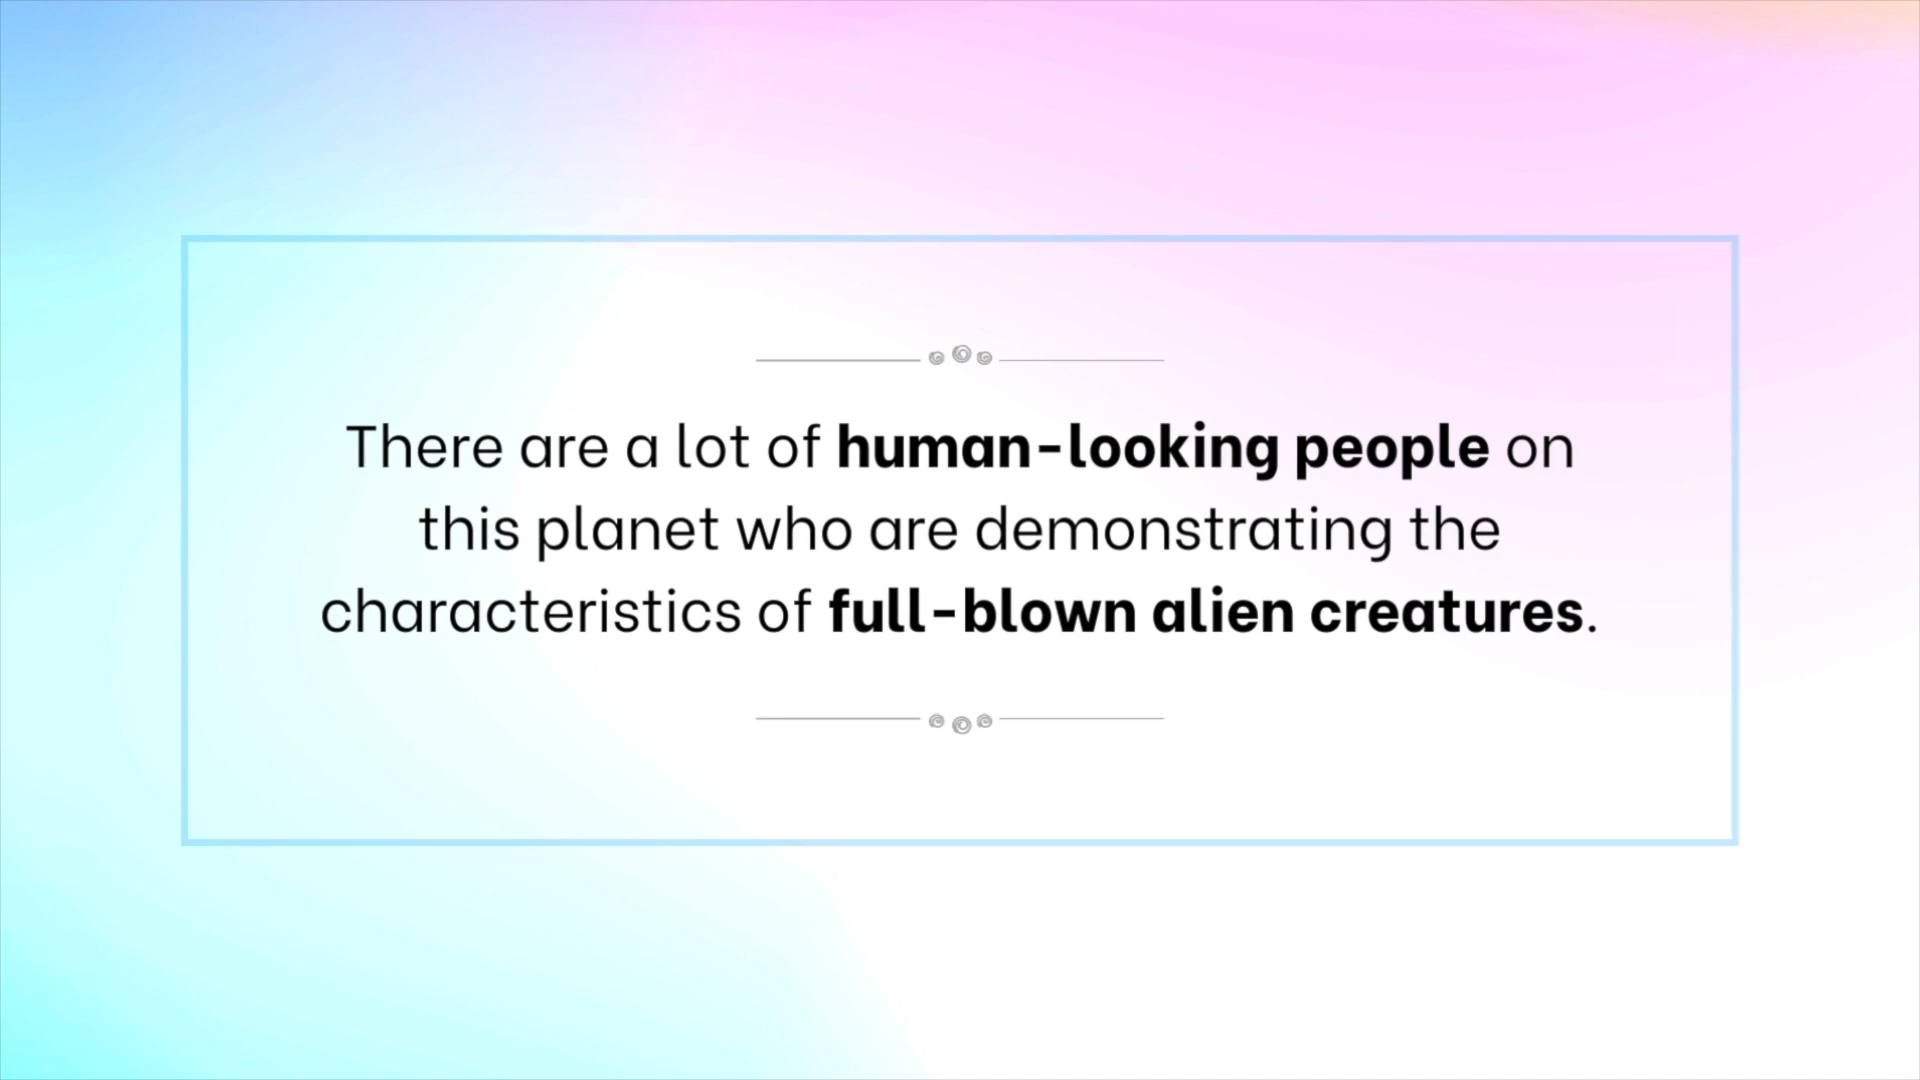 There are a lot of human-looking people on
this planet who are demonstrating the
characteristics of full-blown alien creatures.